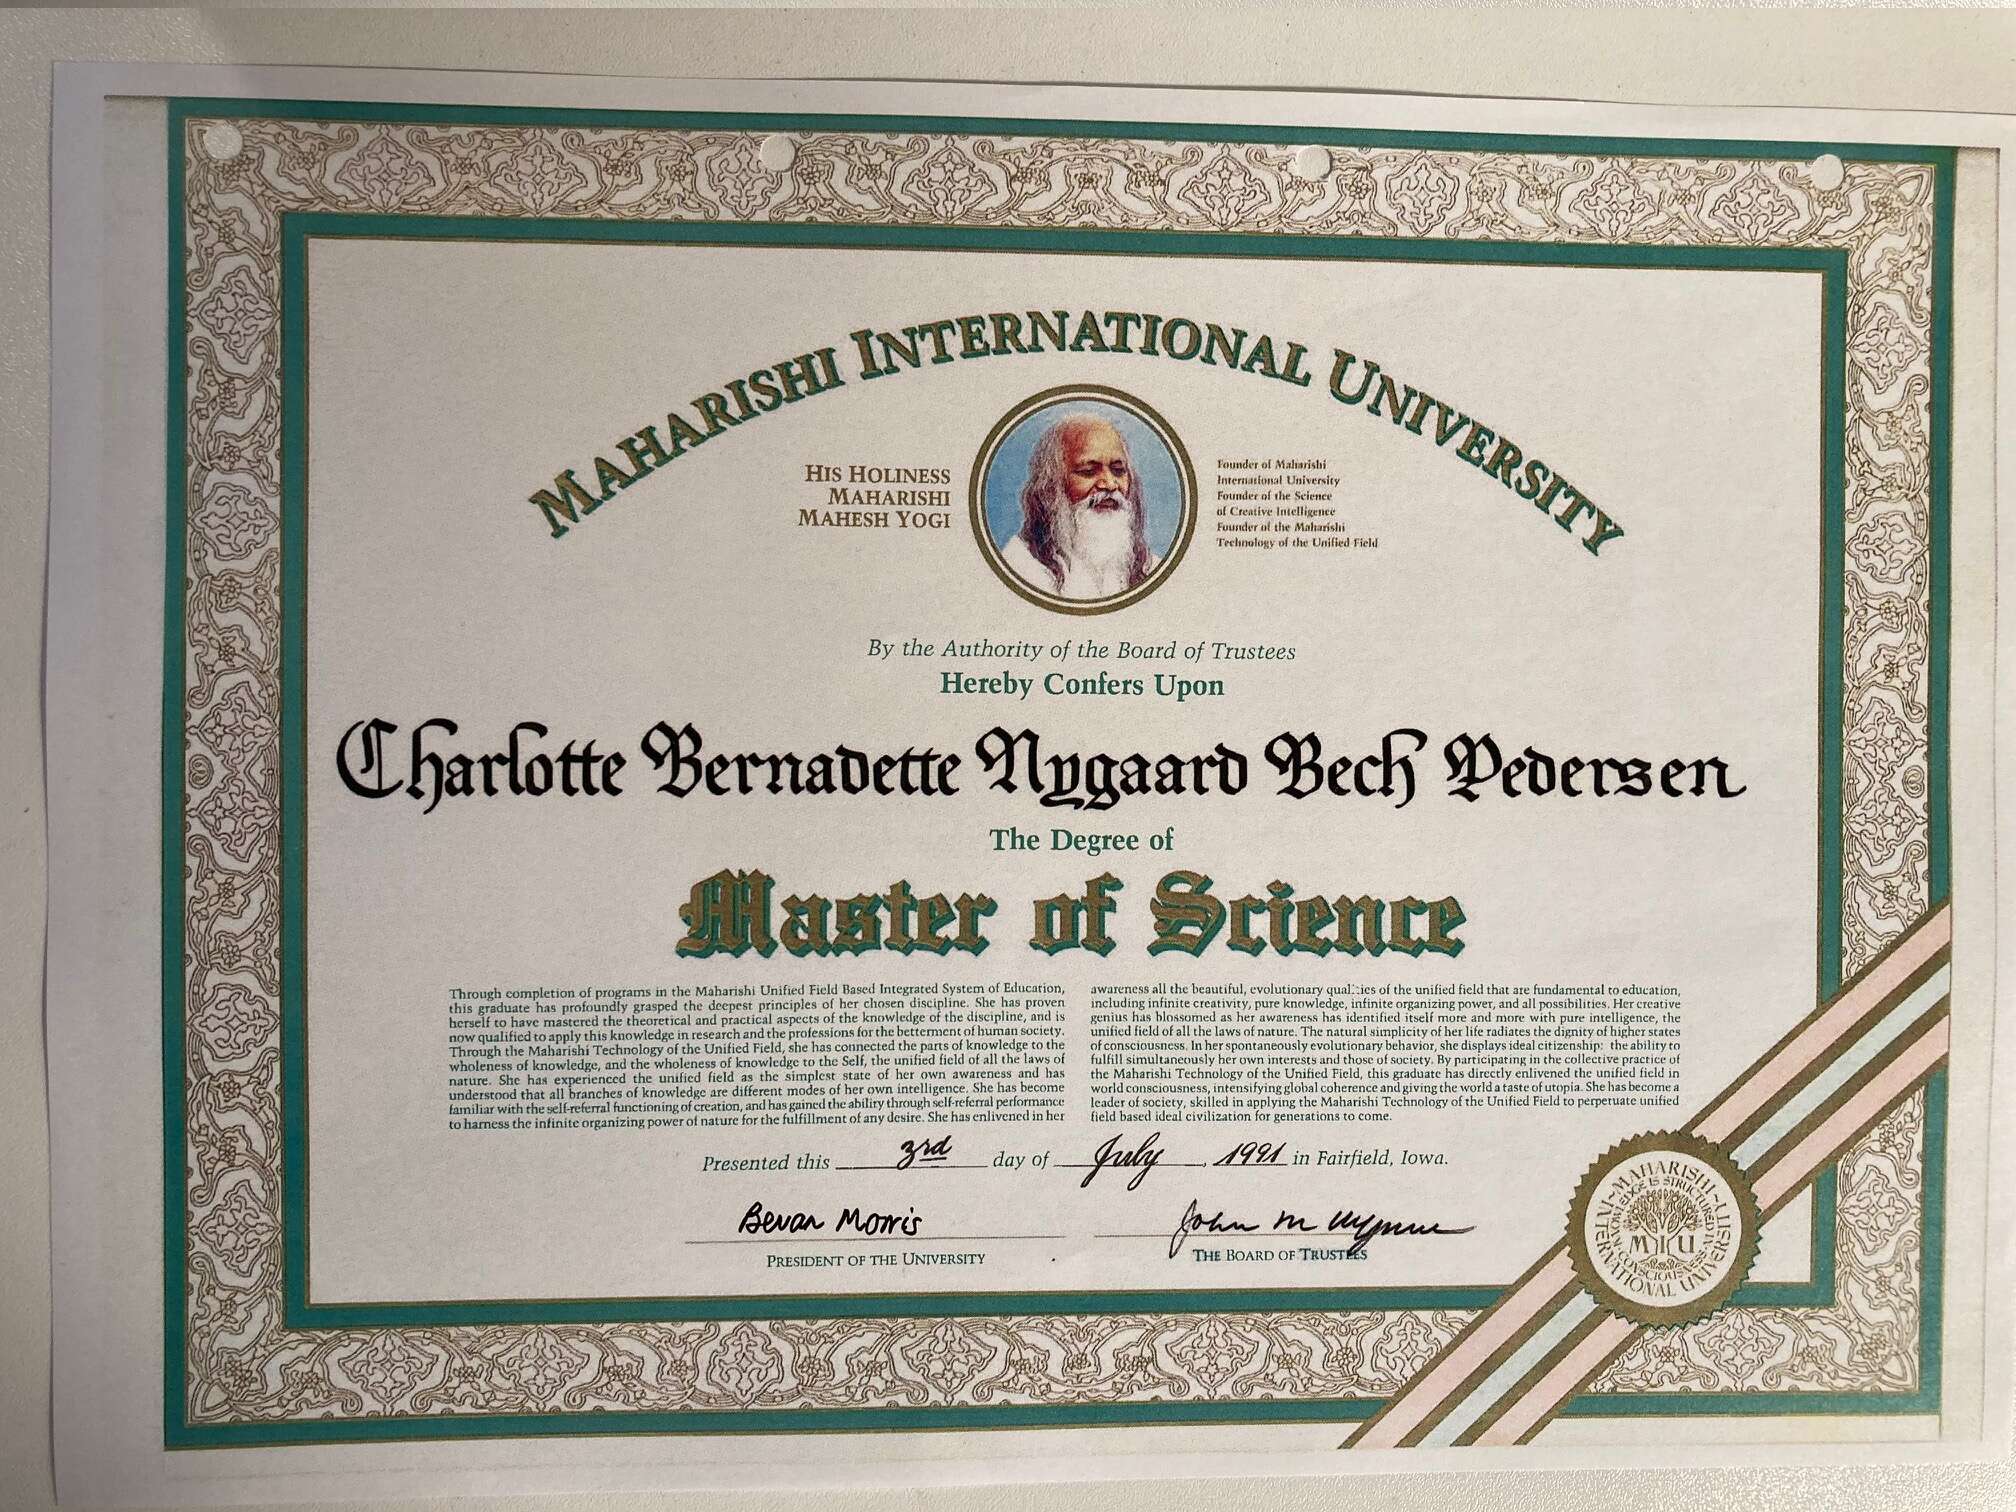 MAHARISHI INTERNATIONAL UNIVERSITY
HIS HOLINESS
MAHARISHI
MAHESH YOGI
Founder of Maharishi
International University
Founder of the Science
of Creative Intelligence
Founder of the Maharishi
Technology of the Unified Field
By the Authority of the Board of Trustees
Hereby Confers Upon
Charlotte Bernadette Nygaard Bech Pedersen
The Degree of
Master of Science
Through completion of programs in the Maharishi Unified Field Based Integrated System of Education,
this graduate has profoundly grasped the deepest principles of her chosen discipline. She has proven
herself to have mastered the theoretical and practical aspects of the knowledge of the discipline, and is
now qualified to apply this knowledge in research and the professions for the betterment of human society.
Through the Maharishi Technology of the Unified Field, she has connected the parts of knowledge to the
wholeness of knowledge, and the wholeness of knowledge to the Self, the unified field of all the laws of
nature. She has experienced the unified field as the simplest state of her own awareness and has
understood that all branches of knowledge are different modes of her own intelligence. She has become
familiar with the self-referral functioning of creation, and has gained the ability through self-referral performance
to harness the infinite organizing power of nature for the fulfillment of any desire. She has enlivened in her
awareness all the beautiful, evolutionary qualities of the unified field that are fundamental to education,
including infinite creativity, pure knowledge, infinite organizing power, and all possibilities. Her creative
genius has blossomed as her awareness has identified itself more and more with pure intelligence, the
unified field of all the laws of nature. The natural simplicity of her life radiates the dignity of higher states
of consciousness. In her spontaneously evolutionary behavior, she displays ideal citizenship: the ability to
fulfill simultaneously her own interests and those of society. By participating in the collective practice of
the Maharishi Technology of the Unified Field, this graduate has directly enlivened the unified field in
world consciousness, intensifying global coherence and giving the world a taste of utopia. She has become a
leader of society, skilled in applying the Maharishi Technology of the Unified Field to perpetuate unified
field based ideal civilization for generations to come.
Presented this 3rd day of July, 1991 in Fairfield, Iowa.
Bevan Morris
PRESIDENT OF THE UNIVERSITY
John M
THE BOARD OF TRUSTEES
MAHARISHI INTERNATIONAL UNIVERSITY
KNOWLEDGE IS STRUCTURED IN CONSCIOUSNESS
MIU